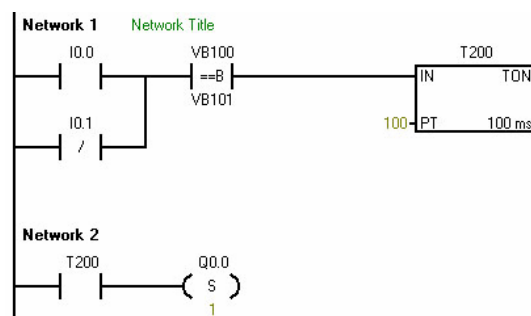 Network 1 Network Title
I0.0 VB100 T200
==B IN TON
I0.1 VB101
/ 100 PT 100 ms
Network 2
T200 Q0.0
S
1